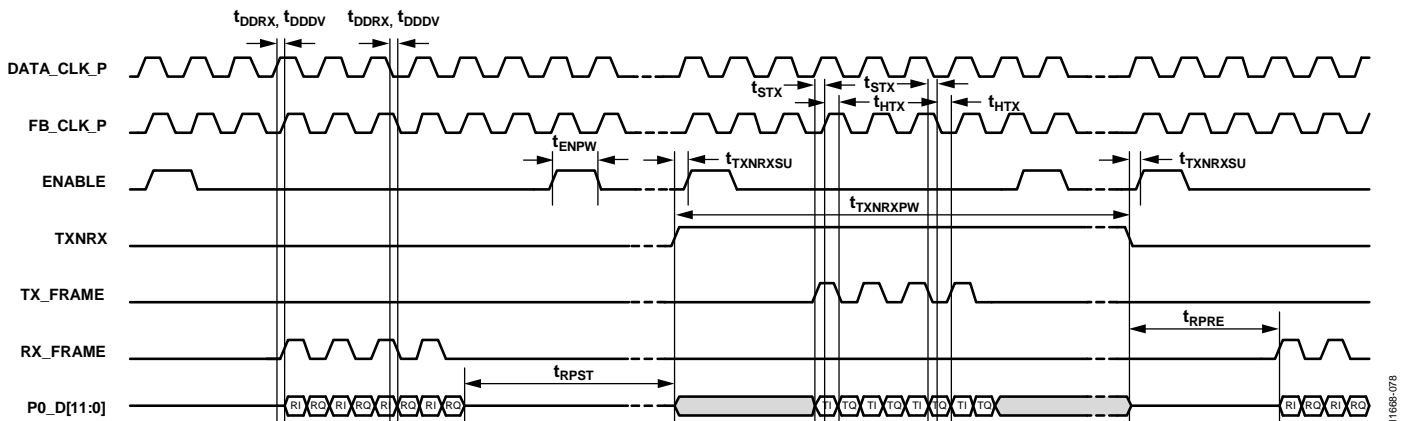 tDDRX, tDDDV tDDRX, tDDDV
DATA_CLK_P
tSTX tSTX
tHTX tHTX
FB_CLK_P
tENPW
tTXNRXSU tTXNRXSU
ENABLE
tTXNRXPW
TXNRX
TX_FRAME
tRPRE
RX_FRAME
tRPST
P0_D[11:0] RI RQ RI RQ RI RQ RI RQ TI TQ TI TQ TI TQ TI TQ RI RQ RI RQ
11668-078